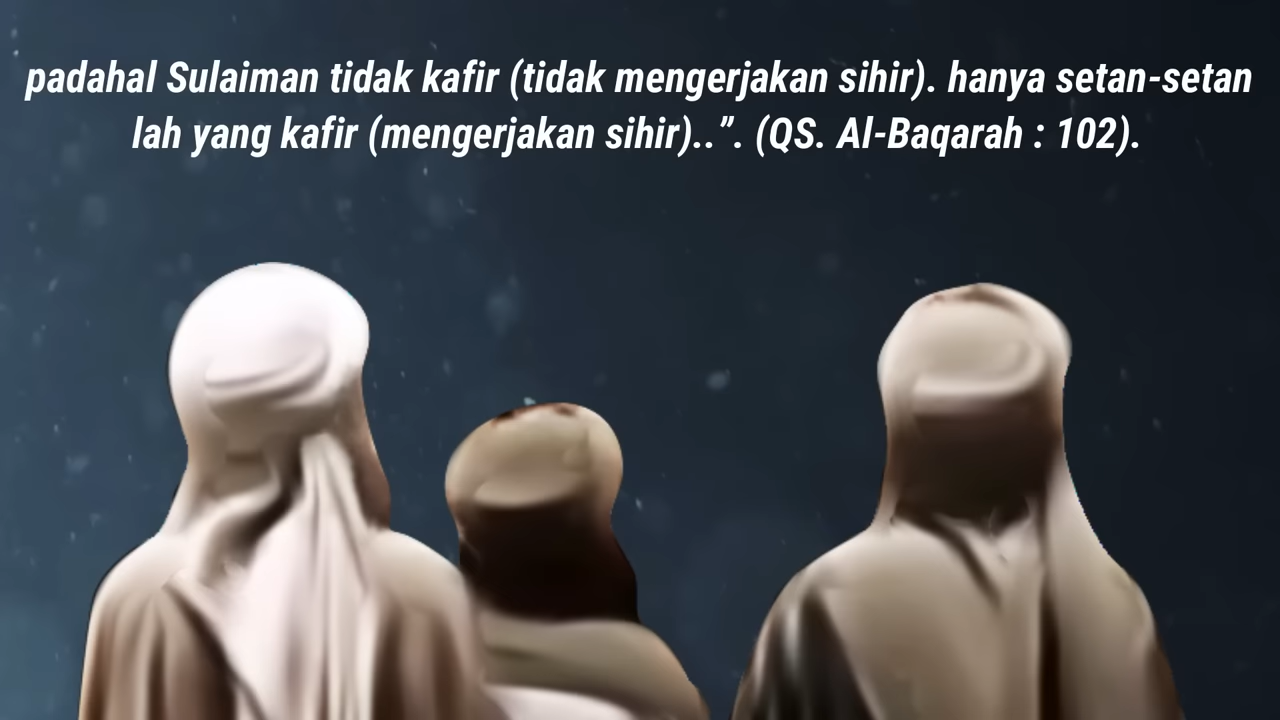 padahal Sulaiman tidak kafir (tidak mengerjakan sihir). hanya setan-setan
lah yang kafir (mengerjakan sihir)..”. (QS. Al-Baqarah : 102).